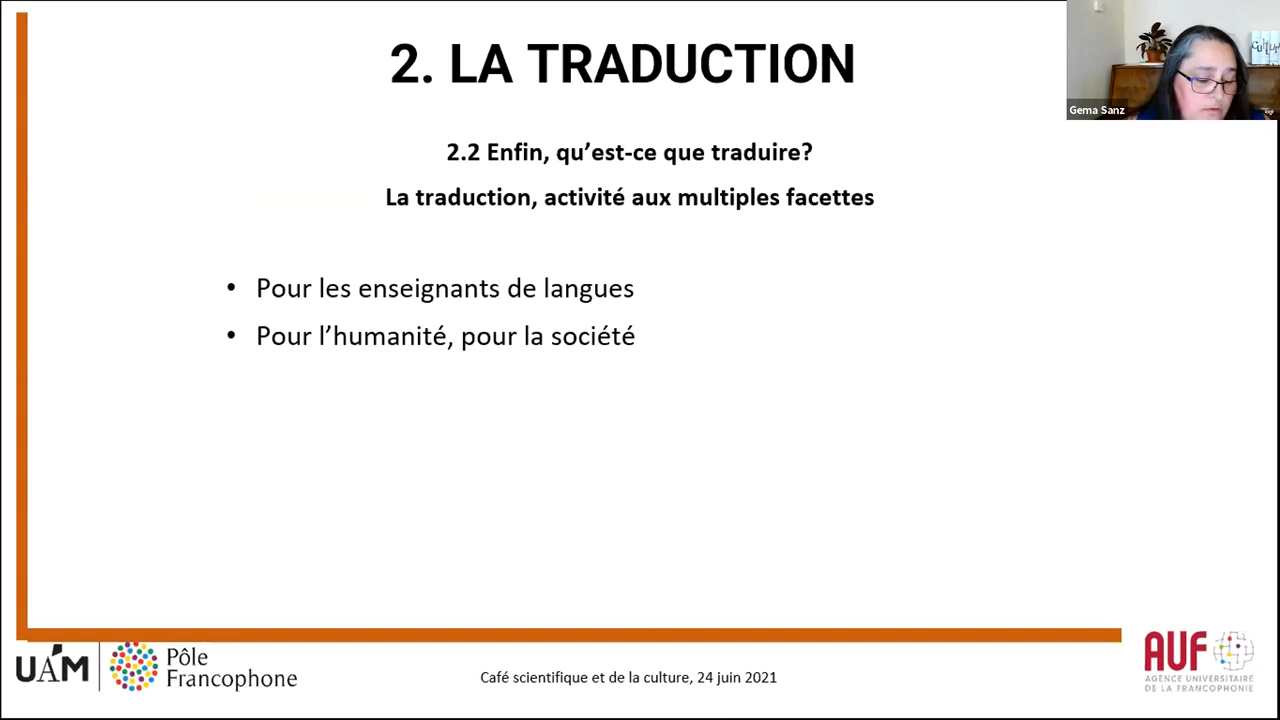 2. LA TRADUCTION
Gema Sanz
2.2 Enfin, qu’est-ce que traduire?
La traduction, activité aux multiples facettes
• Pour les enseignants de langues
• Pour l’humanité, pour la société
UAM
Pôle
Francophone
Café scientifique et de la culture, 24 juin 2021
AUF
AGENCE UNIVERSITAIRE
DE LA FRANCOPHONIE